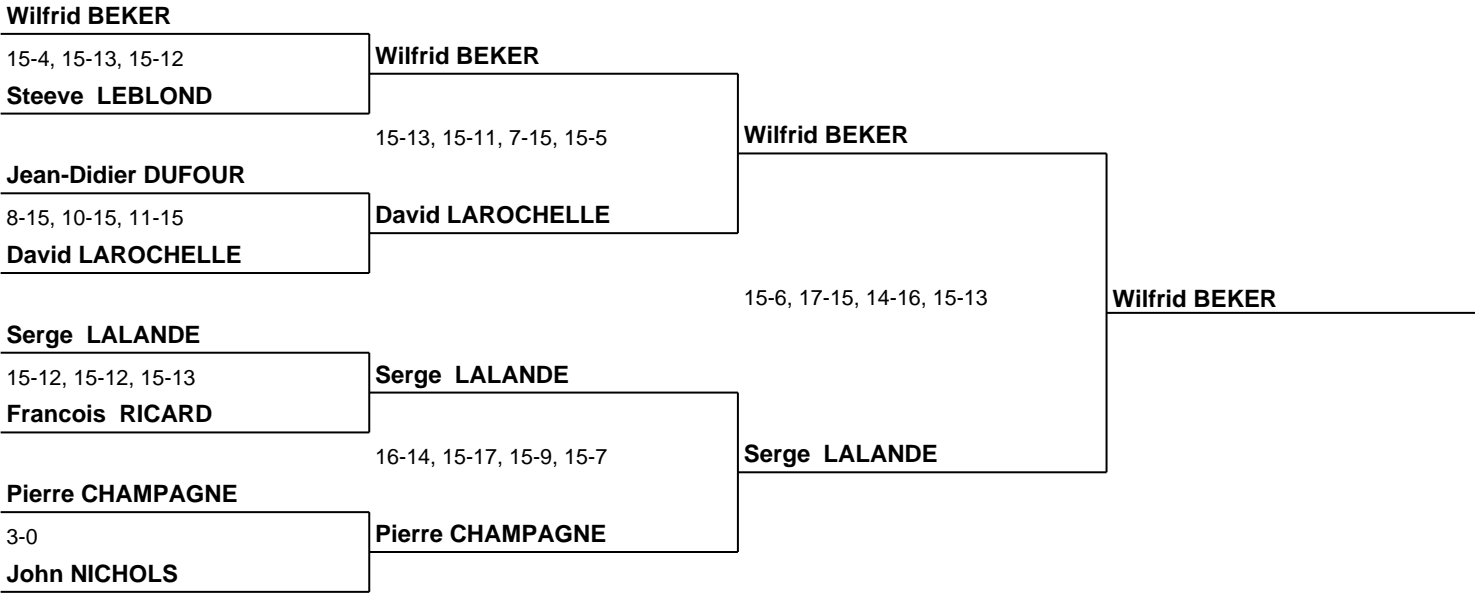 Wilfrid BEKER
15-4, 15-13, 15-12
Steeve  LEBLOND
Wilfrid BEKER
15-13, 15-11, 7-15, 15-5
Wilfrid BEKER
Jean-Didier DUFOUR
8-15, 10-15, 11-15
David LAROCHELLE
David LAROCHELLE
15-6, 17-15, 14-16, 15-13
Wilfrid BEKER
Serge  LALANDE
15-12, 15-12, 15-13
Francois  RICARD
Serge  LALANDE
16-14, 15-17, 15-9, 15-7
Serge  LALANDE
Pierre CHAMPAGNE
3-0
John NICHOLS
Pierre CHAMPAGNE